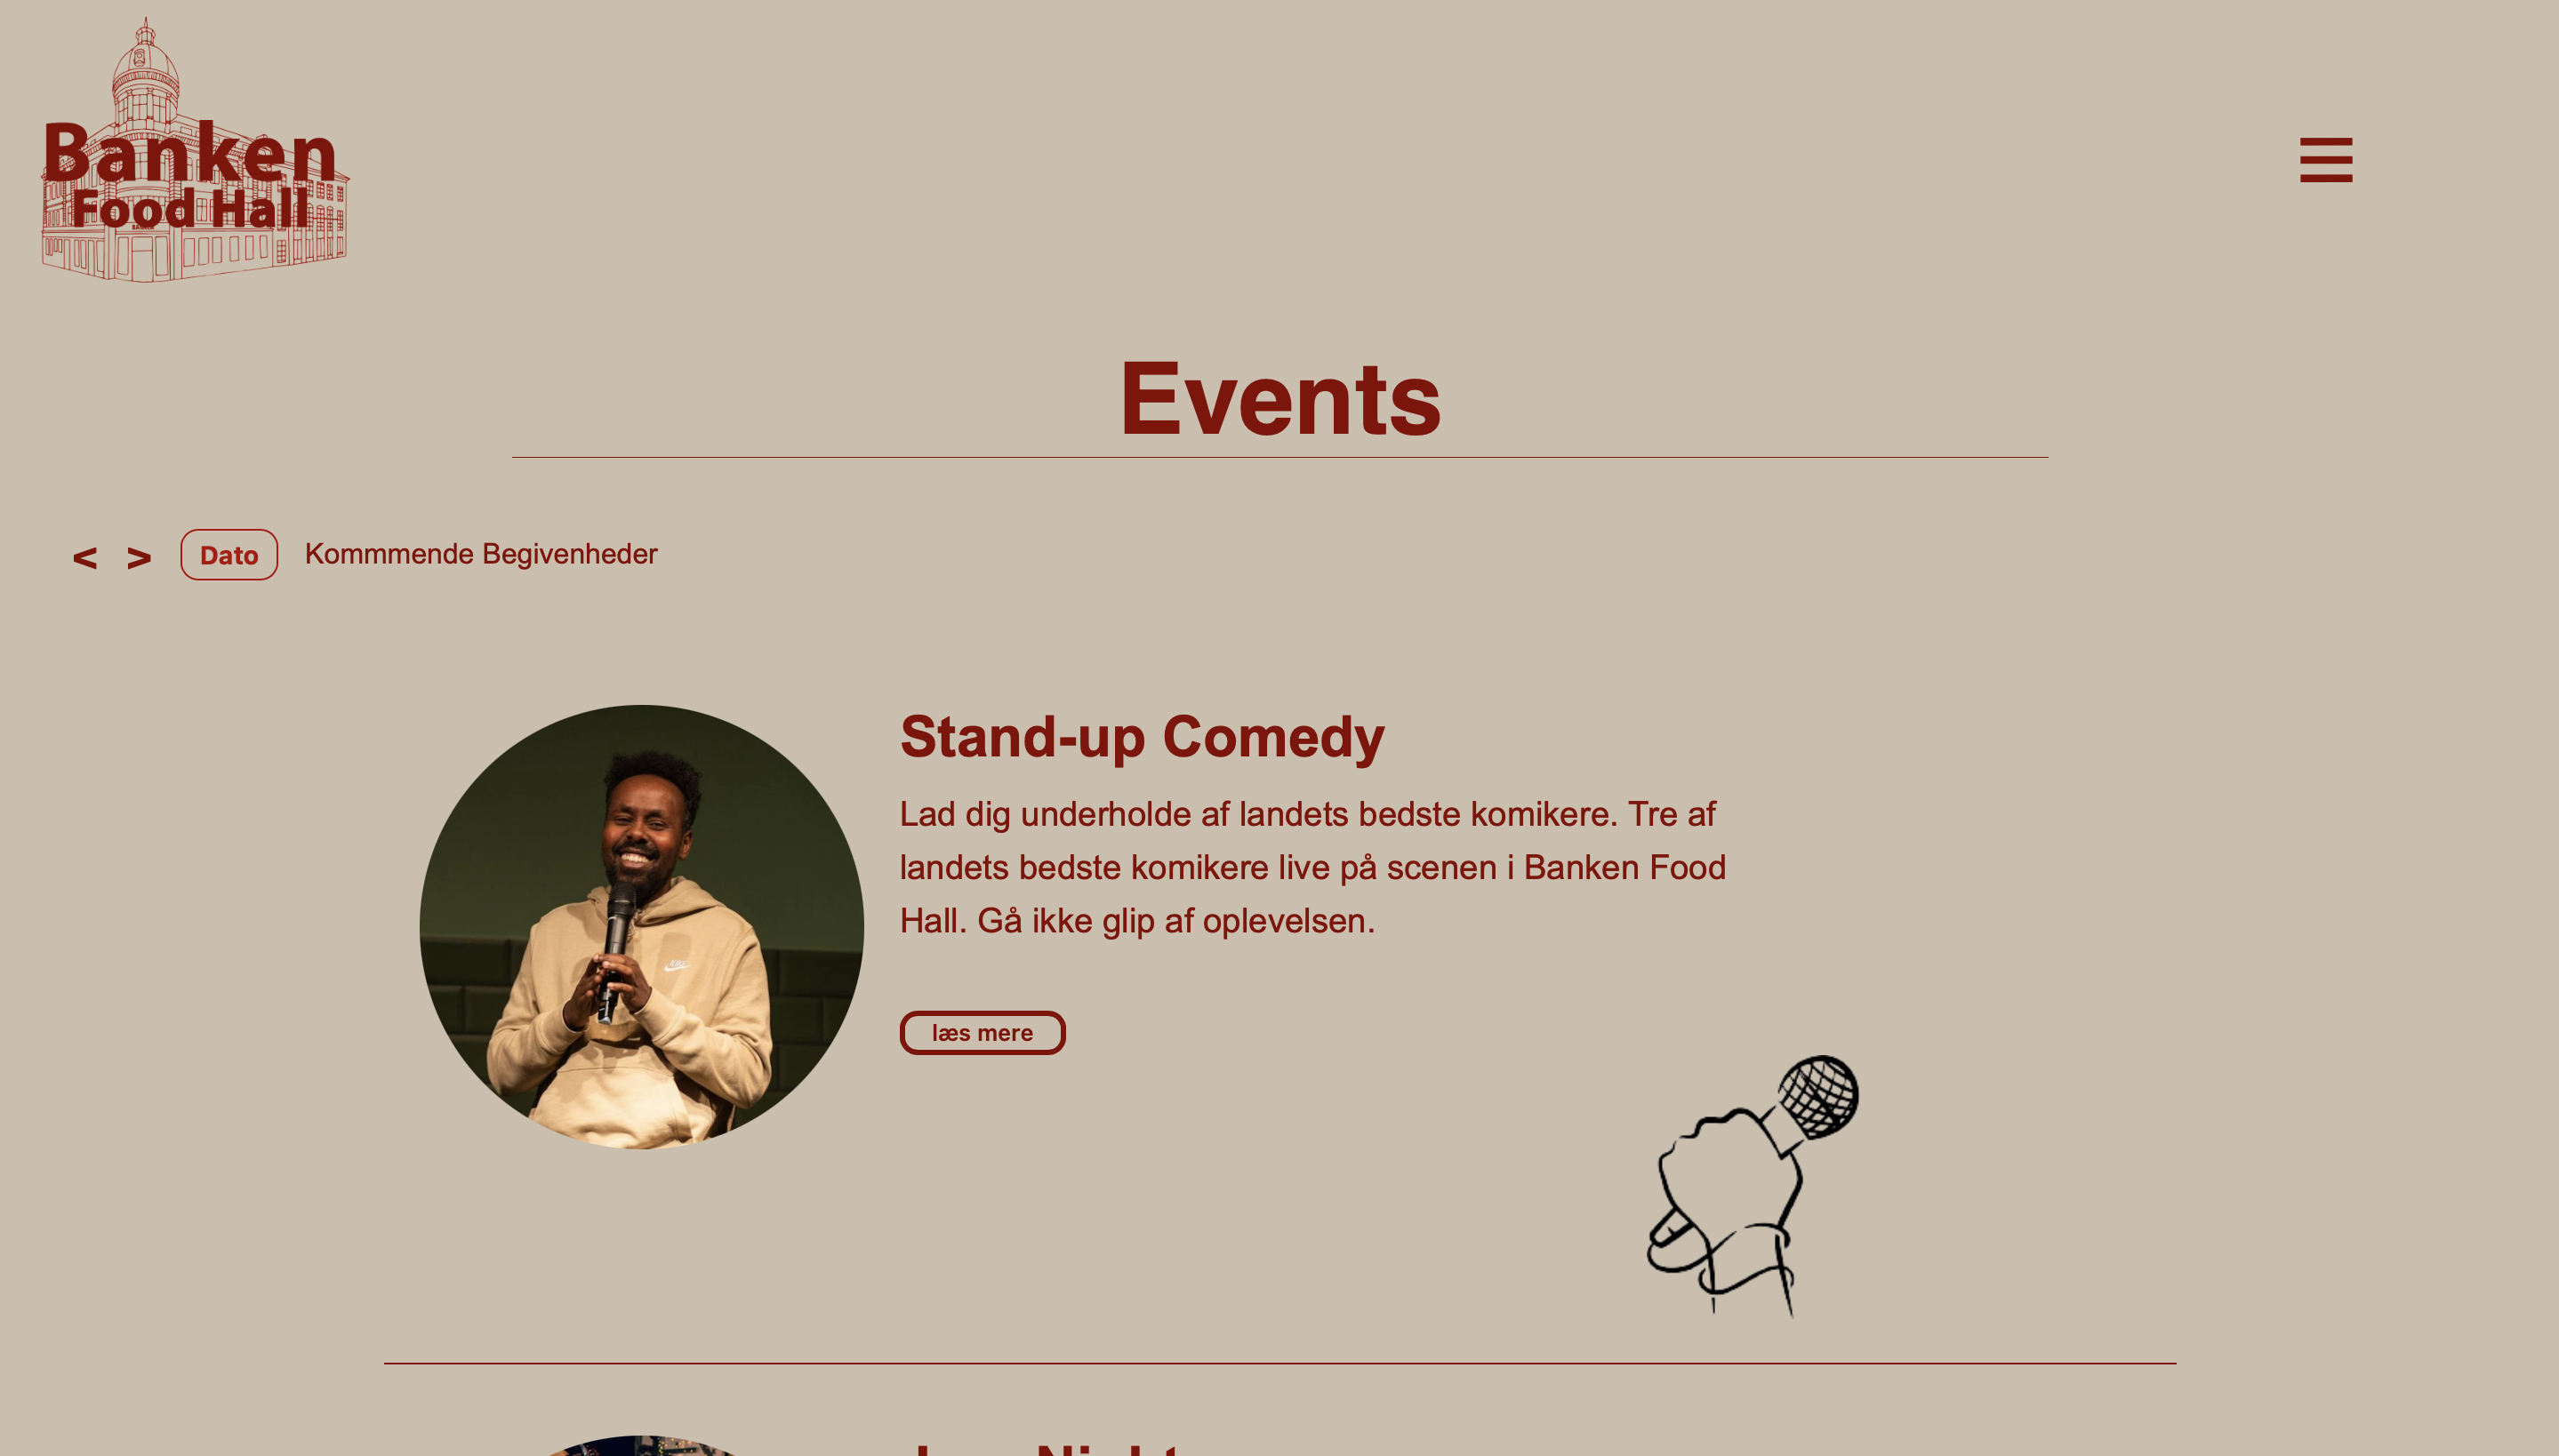 Banken
Food Hall
BANKEN
Events
< > Dato Kommmende Begivenheder
Stand-up Comedy
Lad dig underholde af landets bedste komikere. Tre af
landets bedste komikere live på scenen i Banken Food
Hall. Gå ikke glip af oplevelsen.
læs mere